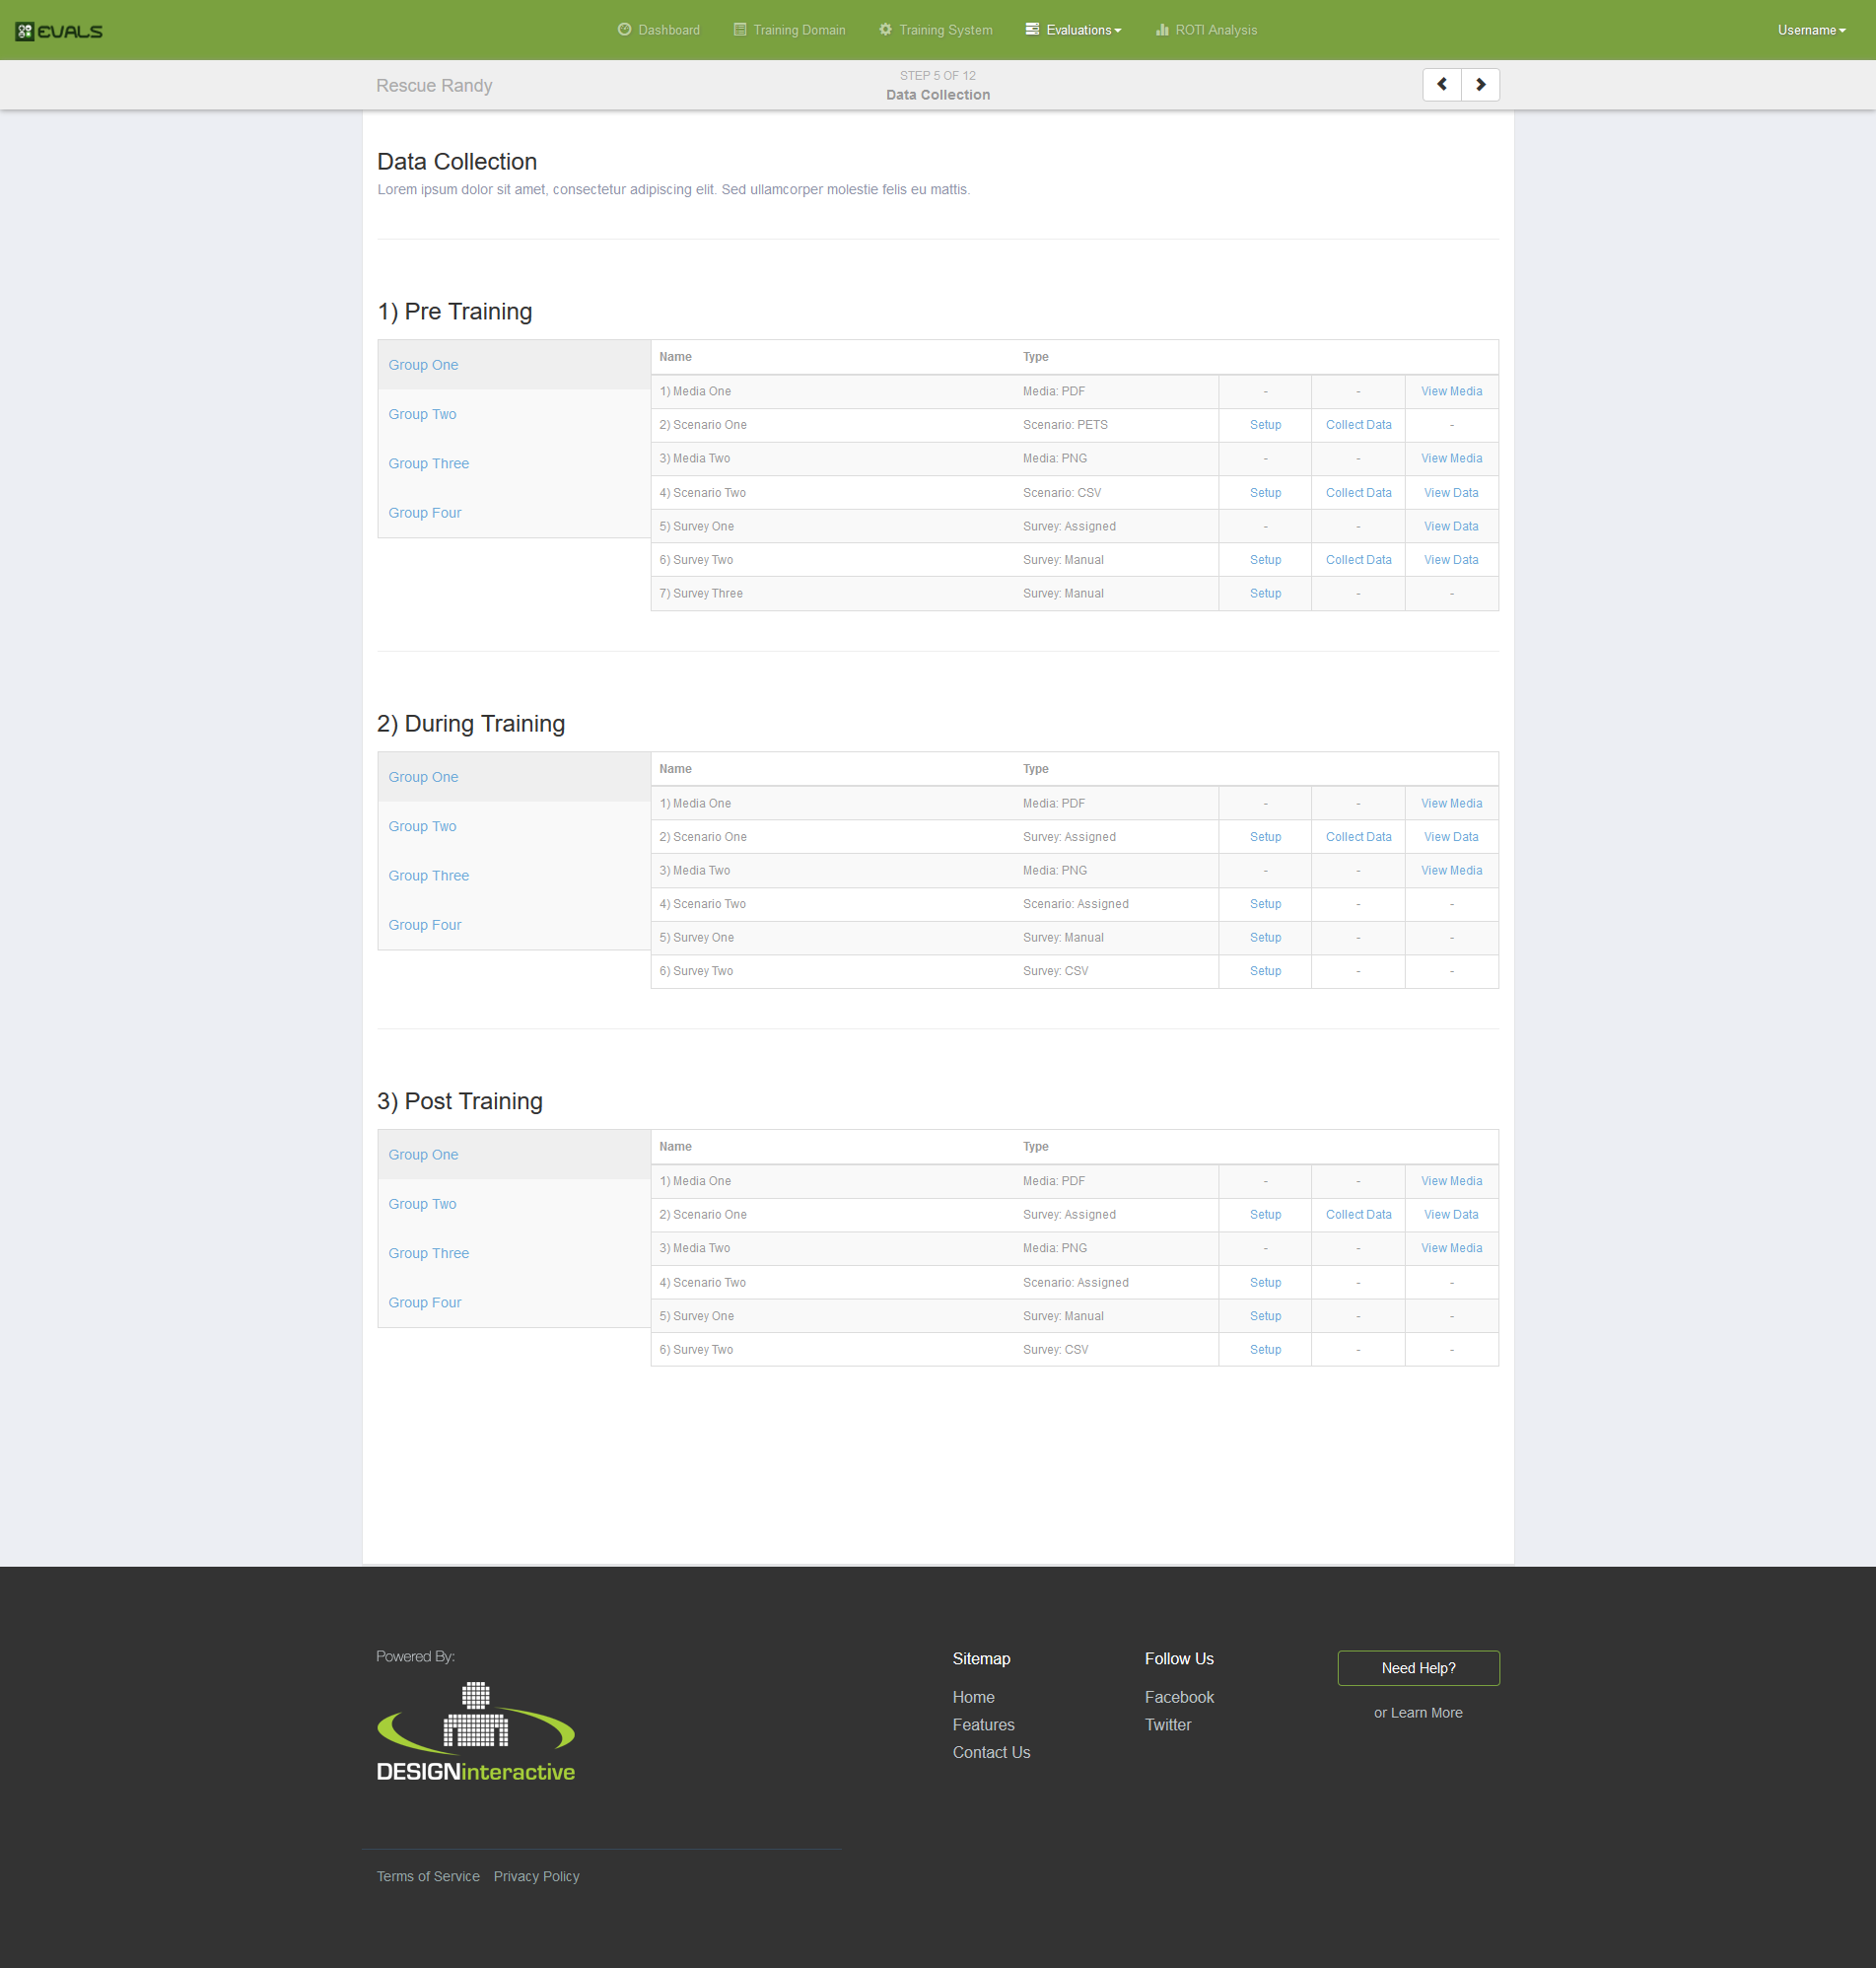 EVALS
Dashboard Training Domain Training System Evaluations ROTI Analysis Username
Rescue Randy
STEP 5 OF 12
Data Collection
Data Collection
Lorem ipsum dolor sit amet, consectetur adipiscing elit. Sed ullamcorper molestie felis eu mattis.
1) Pre Training
Group One
Group Two
Group Three
Group Four
Name Type
1) Media One Media: PDF - - View Media
2) Scenario One Scenario: PETS Setup Collect Data -
3) Media Two Media: PNG - - View Media
4) Scenario Two Scenario: CSV Setup Collect Data View Data
5) Survey One Survey: Assigned - - View Data
6) Survey Two Survey: Manual Setup Collect Data View Data
7) Survey Three Survey: Manual Setup - -
2) During Training
Group One
Group Two
Group Three
Group Four
Name Type
1) Media One Media: PDF - - View Media
2) Scenario One Survey: Assigned Setup Collect Data View Data
3) Media Two Media: PNG - - View Media
4) Scenario Two Scenario: Assigned Setup - -
5) Survey One Survey: Manual Setup - -
6) Survey Two Survey: CSV Setup - -
3) Post Training
Group One
Group Two
Group Three
Group Four
Name Type
1) Media One Media: PDF - - View Media
2) Scenario One Survey: Assigned Setup Collect Data View Data
3) Media Two Media: PNG - - View Media
4) Scenario Two Scenario: Assigned Setup - -
5) Survey One Survey: Manual Setup - -
6) Survey Two Survey: CSV Setup - -
Powered By:
DESIGNinteractive
Sitemap
Home
Features
Contact Us
Follow Us
Facebook
Twitter
Need Help?
or Learn More
Terms of Service Privacy Policy